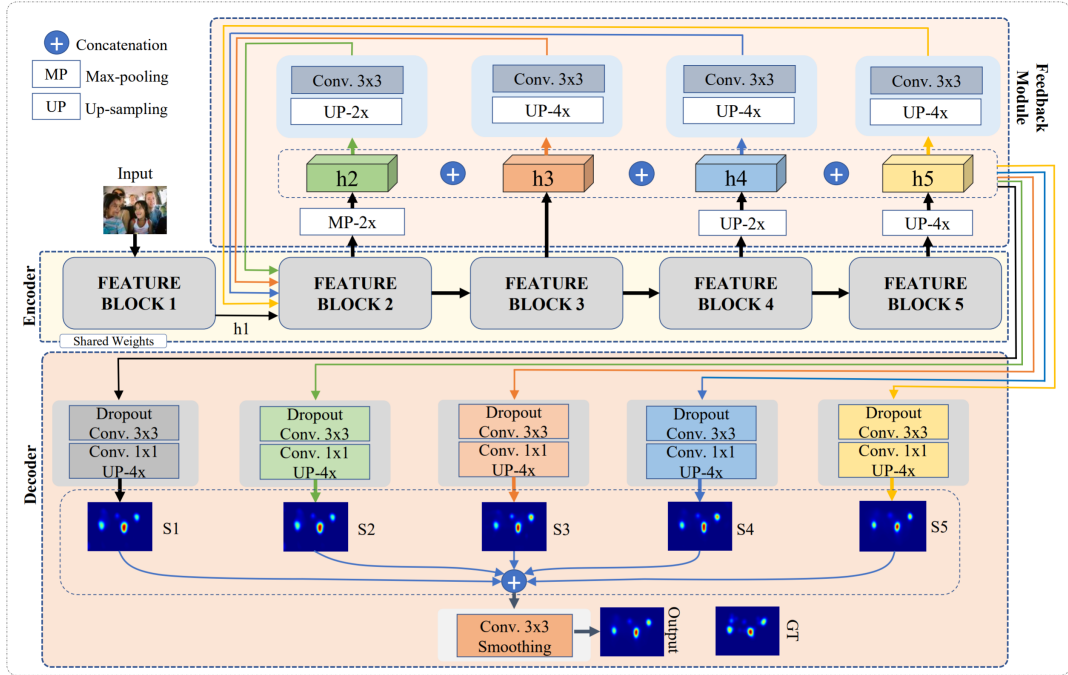 Concatenation
MP
Max-pooling
UP
Up-sampling
Input
Conv. 3x3
UP-2x
Conv. 3x3
UP-4x
Conv. 3x3
UP-4x
Conv. 3x3
UP-4x
Feedback
Module
h2
h3
h4
h5
MP-2x
UP-2x
UP-4x
Encoder
FEATURE
BLOCK 1
FEATURE
BLOCK 2
FEATURE
BLOCK 3
FEATURE
BLOCK 4
FEATURE
BLOCK 5
h1
Shared Weights
Decoder
Dropout
Conv. 3x3
Conv. 1x1
UP-4x
Dropout
Conv. 3x3
Conv. 1x1
UP-4x
Dropout
Conv. 3x3
Conv. 1x1
UP-4x
Dropout
Conv. 3x3
Conv. 1x1
UP-4x
Dropout
Conv. 3x3
Conv. 1x1
UP-4x
S1
S2
S3
S4
S5
Conv. 3x3
Smoothing
Output
GT